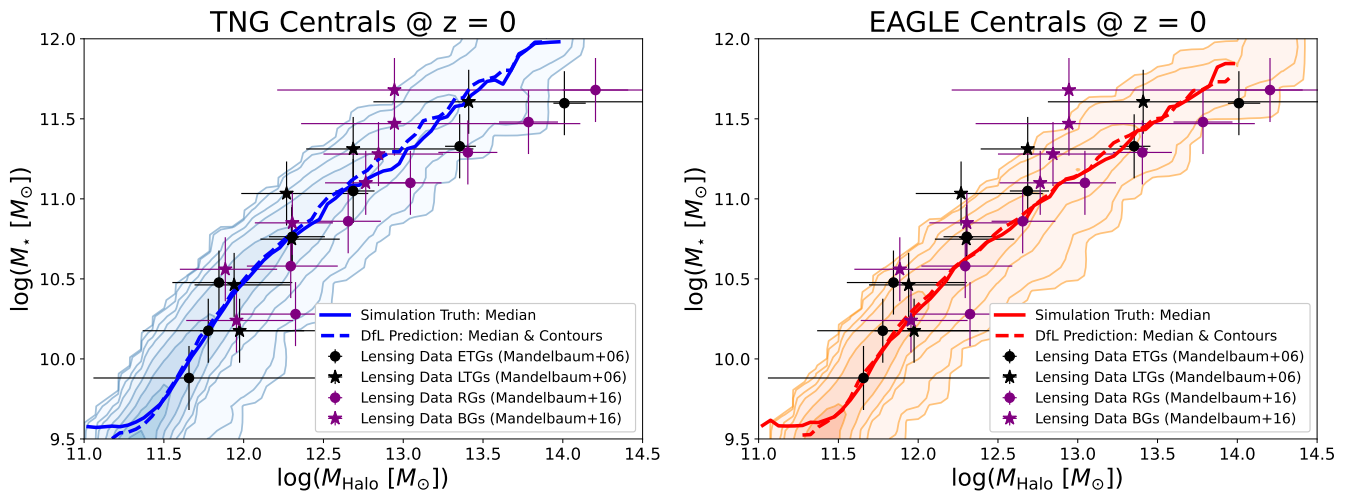 TNG Centrals @ z = 0
log(M⋆ [M⊙])
12.0
11.5
11.0
10.5
10.0
9.5
Simulation Truth: Median
DfL Prediction: Median & Contours
Lensing Data ETGs (Mandelbaum+06)
Lensing Data LTGs (Mandelbaum+06)
Lensing Data RGs (Mandelbaum+16)
Lensing Data BGs (Mandelbaum+16)
11.0 11.5 12.0 12.5 13.0 13.5 14.0 14.5
log(MHalo [M⊙])
EAGLE Centrals @ z = 0
log(M⋆ [M⊙])
12.0
11.5
11.0
10.5
10.0
9.5
Simulation Truth: Median
DfL Prediction: Median & Contours
Lensing Data ETGs (Mandelbaum+06)
Lensing Data LTGs (Mandelbaum+06)
Lensing Data RGs (Mandelbaum+16)
Lensing Data BGs (Mandelbaum+16)
11.0 11.5 12.0 12.5 13.0 13.5 14.0 14.5
log(MHalo [M⊙])